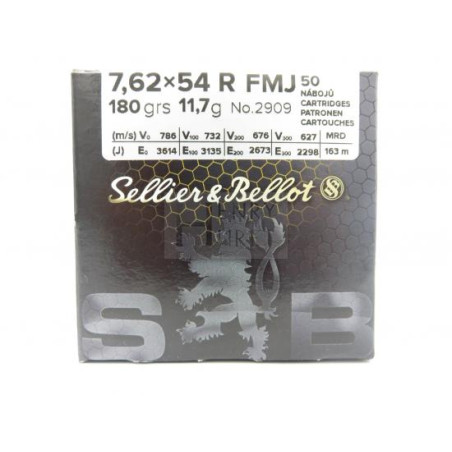 7,62×54 R FMJ 50
180 grs 11,7g No.2909
NÁBOJŮ
CARTRIDGES
PATRONEN
CARTOUCHES
(m/s) V0 786 V100 732 V200 676 V300 627 MRD
(J) E0 3614 E100 3135 E200 2673 E300 2298 163 m
Sellier & Bellot
HENRY
S B